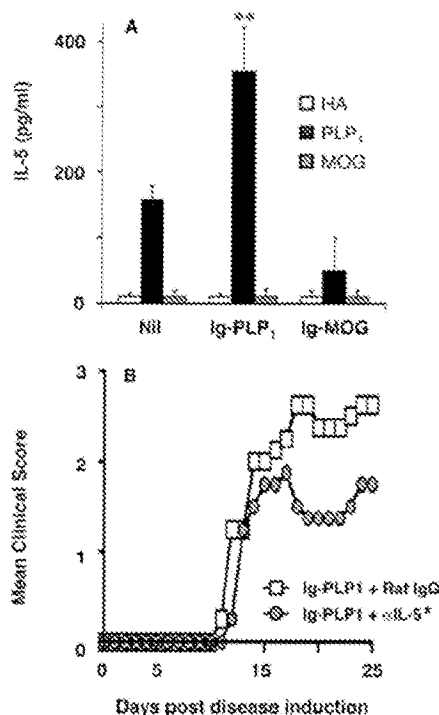 A
**
400
200
0
IL-5 (pg/ml)
HA
PLP₁
MOG
Nil
Ig-PLP₁
Ig-MOG
B
3
2
1
0
Mean Clinical Score
Ig-PLP1 + Rat IgG
Ig-PLP1 + αIL-5*
0
5
15
25
Days post disease induction